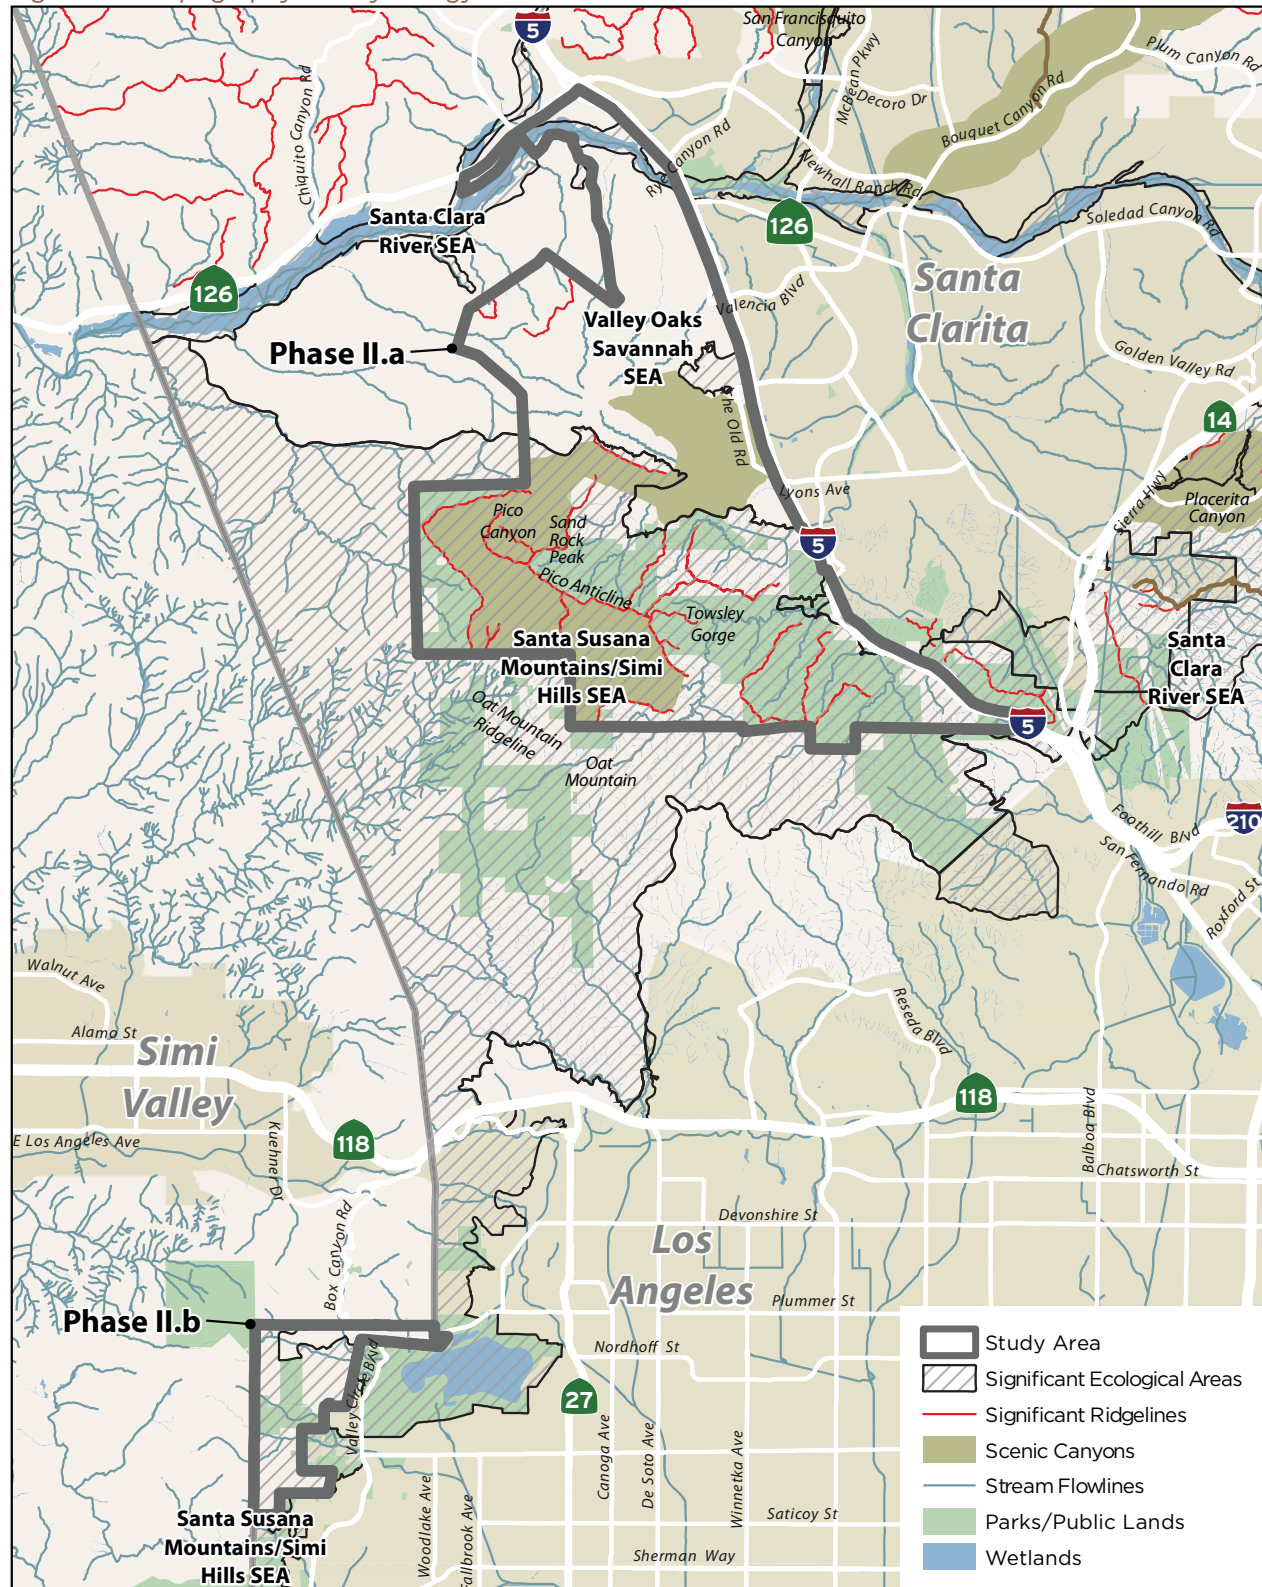 5
San Francisquito
Canyon
McBean Pkwy
Decoro Dr
Plum Canyon Rd
Bouquet Canyon Rd
Chiquito Canyon Rd
Rye Canyon Rd
Newhall Ranch Rd
Soledad Canyon Rd
Santa Clara
River SEA
126
126
Santa
Clarita
Valencia Blvd
Valley Oaks
Savannah
SEA
Phase II.a
Golden Valley Rd
14
The Old Rd
Lyons Ave
Sierra Hwy
Placerita
Canyon
Pico
Canyon
Sand
Rock
Peak
5
Pico Anticline
Towsley
Gorge
Santa Susana
Mountains/Simi
Hills SEA
Santa
Clara
River SEA
Oat Mountain
Ridgeline
5
Oat
Mountain
Foothill Blvd
210
San Fernando Rd
Roxford St
Walnut Ave
Reseda Blvd
Alamo St
Simi
Valley
118
Balboa Blvd
E Los Angeles Ave
Kuehner Dr
118
Chatsworth St
Box Canyon Rd
Devonshire St
Los
Angeles
Plummer St
Phase II.b
Nordhoff St
Valley Circle Blvd
27
Canoga Ave
De Soto Ave
Winnetka Ave
Woodlake Ave
Fallbrook Ave
Saticoy St
Sherman Way
Santa Susana
Mountains/Simi
Hills SEA
Study Area
Significant Ecological Areas
Significant Ridgelines
Scenic Canyons
Stream Flowlines
Parks/Public Lands
Wetlands